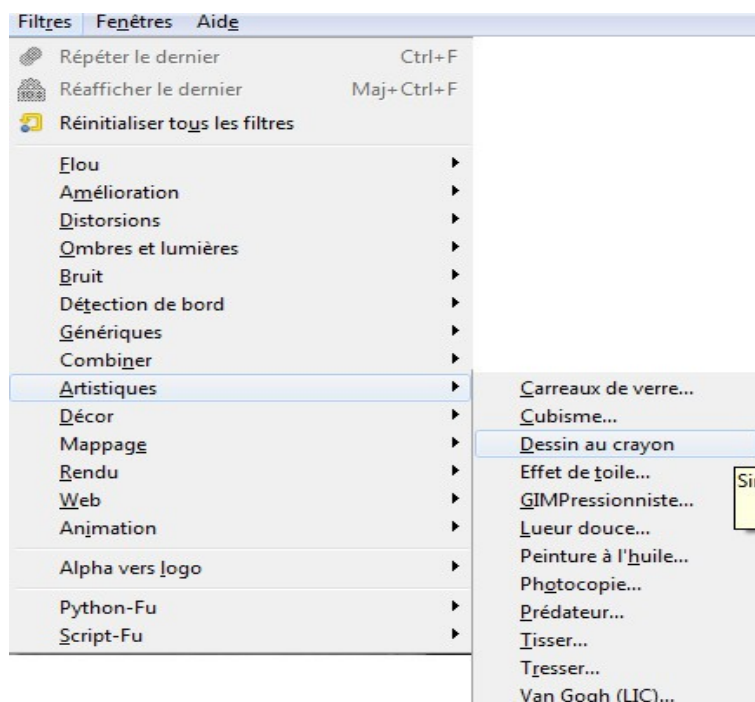 Filtres Fenêtres Aide
Répéter le dernier Ctrl+F
Réafficher le dernier Maj+Ctrl+F
Réinitialiser tous les filtres
Flou
Amélioration
Distorsions
Ombres et lumières
Bruit
Détection de bord
Génériques
Combiner
Artistiques
Décor
Mappage
Rendu
Web
Animation
Alpha vers logo
Python-Fu
Script-Fu
Carreaux de verre...
Cubisme...
Dessin au crayon
Effet de toile...
GIMPressionniste...
Lueur douce...
Peinture à l'huile...
Photocopie...
Prédateur...
Tisser...
Tresser...
Van Gogh (LIC)...